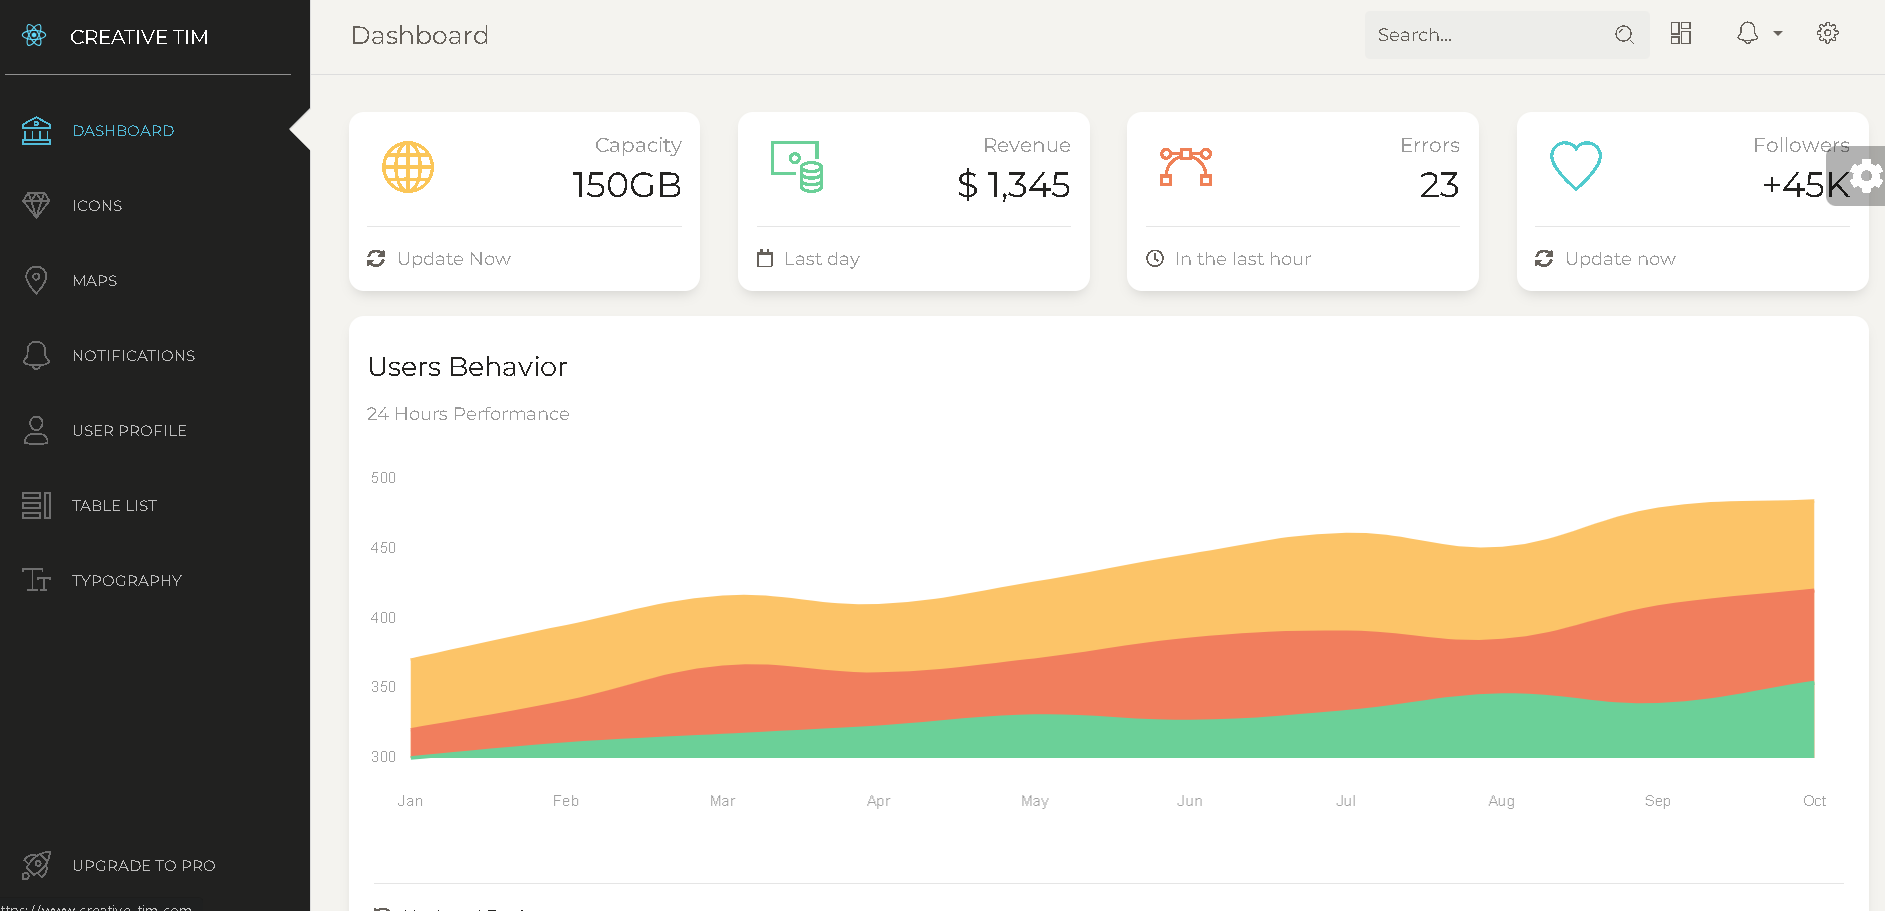 CREATIVE TIM
Dashboard
Search...
DASHBOARD
ICONS
MAPS
NOTIFICATIONS
USER PROFILE
TABLE LIST
TYPOGRAPHY
UPGRADE TO PRO
Capacity
150GB
Update Now
Revenue
$ 1,345
Last day
Errors
23
In the last hour
Followers
+45K
Update now
Users Behavior
24 Hours Performance
500
450
400
350
300
Jan Feb Mar Apr May Jun Jul Aug Sep Oct
ttps://www.creative-tim.com